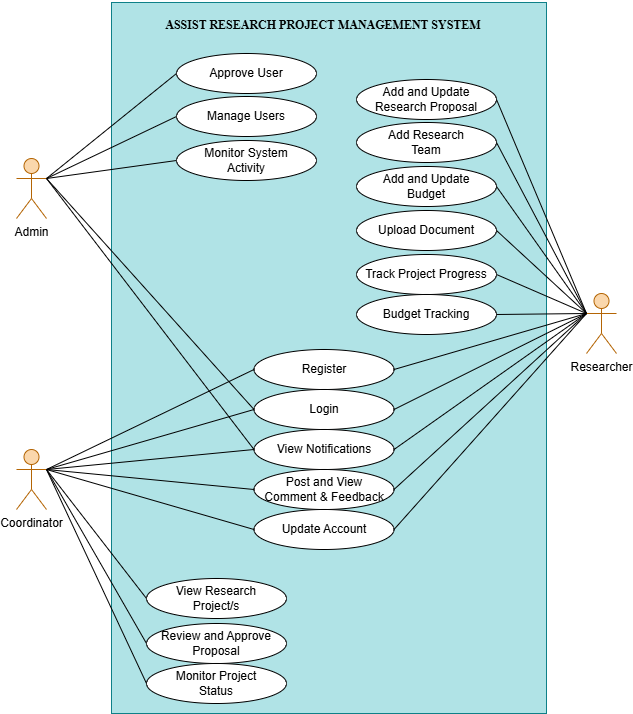 ASSIST RESEARCH PROJECT MANAGEMENT SYSTEM
Approve User
Manage Users
Monitor System
Activity
Add and Update
Research Proposal
Add Research
Team
Add and Update
Budget
Upload Document
Track Project Progress
Budget Tracking
Admin
Researcher
Register
Login
View Notifications
Post and View
Comment & Feedback
Update Account
Coordinator
View Research
Project/s
Review and Approve
Proposal
Monitor Project
Status